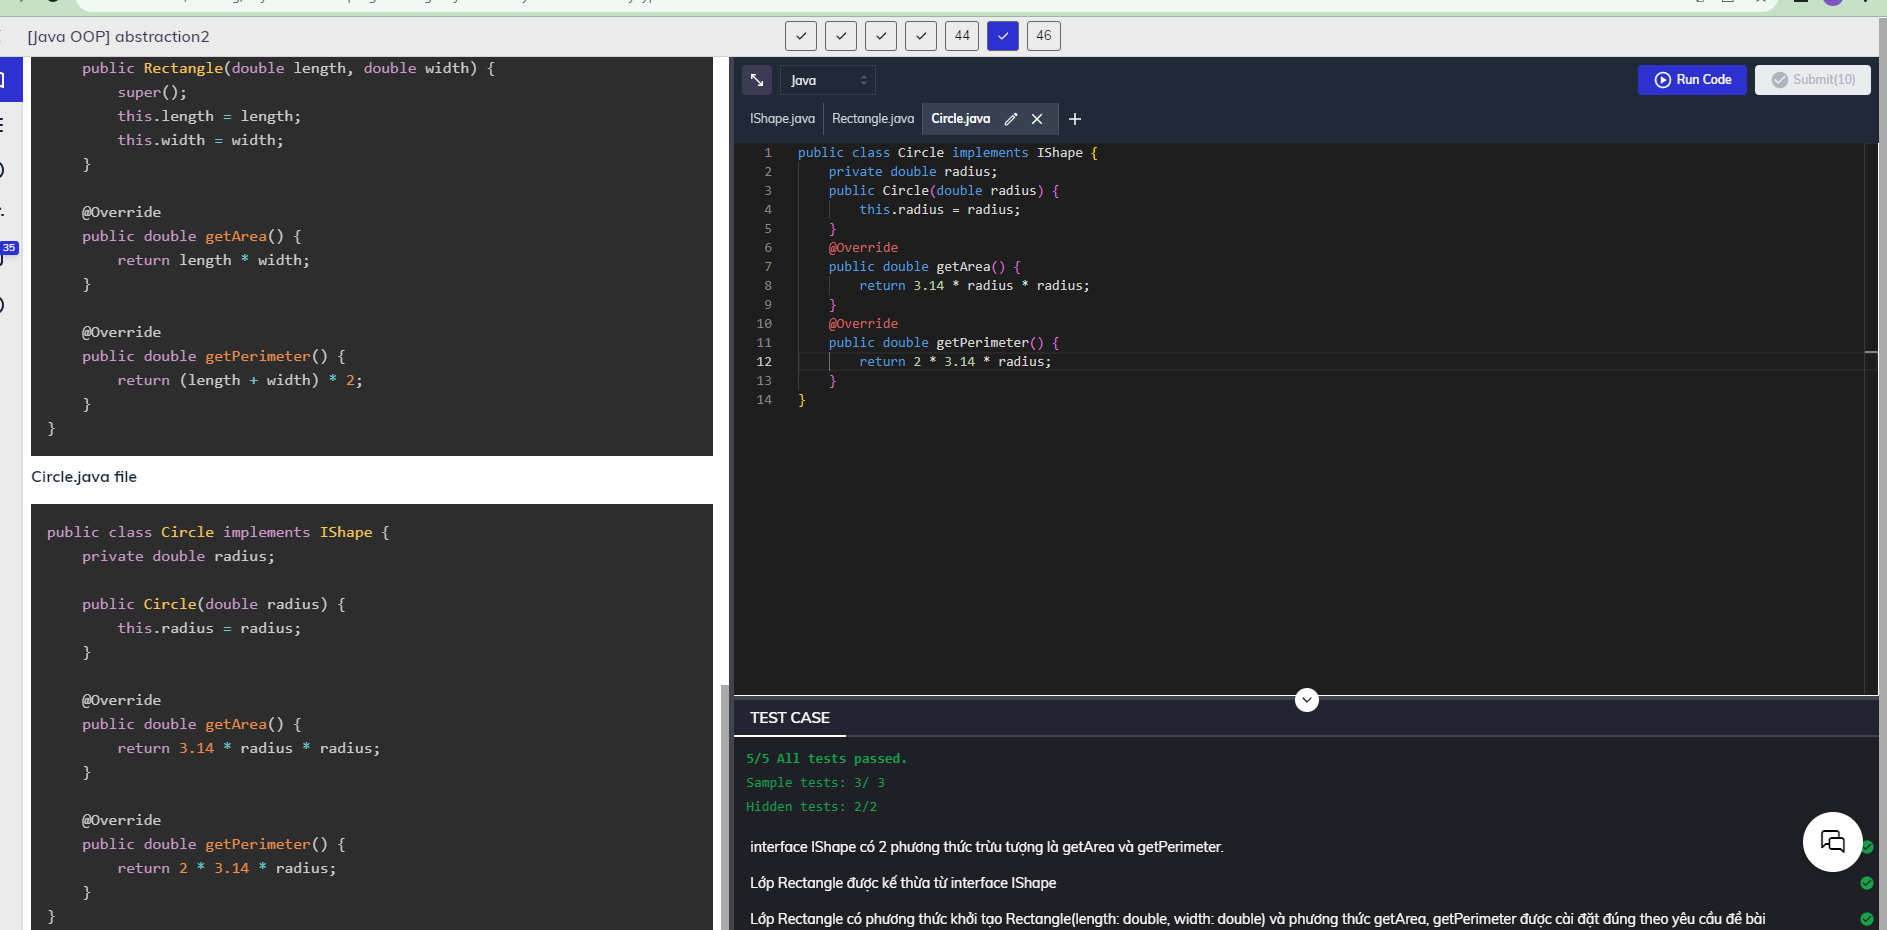 [Java OOP] abstraction2
44
46
35
public Rectangle(double length, double width) {
super();
this.length = length;
this.width = width;
}
@Override
public double getArea() {
return length * width;
}
@Override
public double getPerimeter() {
return (length + width) * 2;
}
}
Circle.java file
public class Circle implements IShape {
private double radius;
public Circle(double radius) {
this.radius = radius;
}
@Override
public double getArea() {
return 3.14 * radius * radius;
}
@Override
public double getPerimeter() {
return 2 * 3.14 * radius;
}
}
Java
Run Code
Submit(10)
IShape.java
Rectangle.java
Circle.java
1 public class Circle implements IShape {
2 private double radius;
3 public Circle(double radius) {
4 this.radius = radius;
5 }
6 @Override
7 public double getArea() {
8 return 3.14 * radius * radius;
9 }
10 @Override
11 public double getPerimeter() {
12 return 2 * 3.14 * radius;
13 }
14 }
TEST CASE
5/5 All tests passed.
Sample tests: 3/ 3
Hidden tests: 2/2
interface IShape có 2 phương thức trừu tượng là getArea và getPerimeter.
Lớp Rectangle được kế thừa từ interface IShape
Lớp Rectangle có phương thức khởi tạo Rectangle(length: double, width: double) và phương thức getArea, getPerimeter được cài đặt đúng theo yêu cầu đề bài